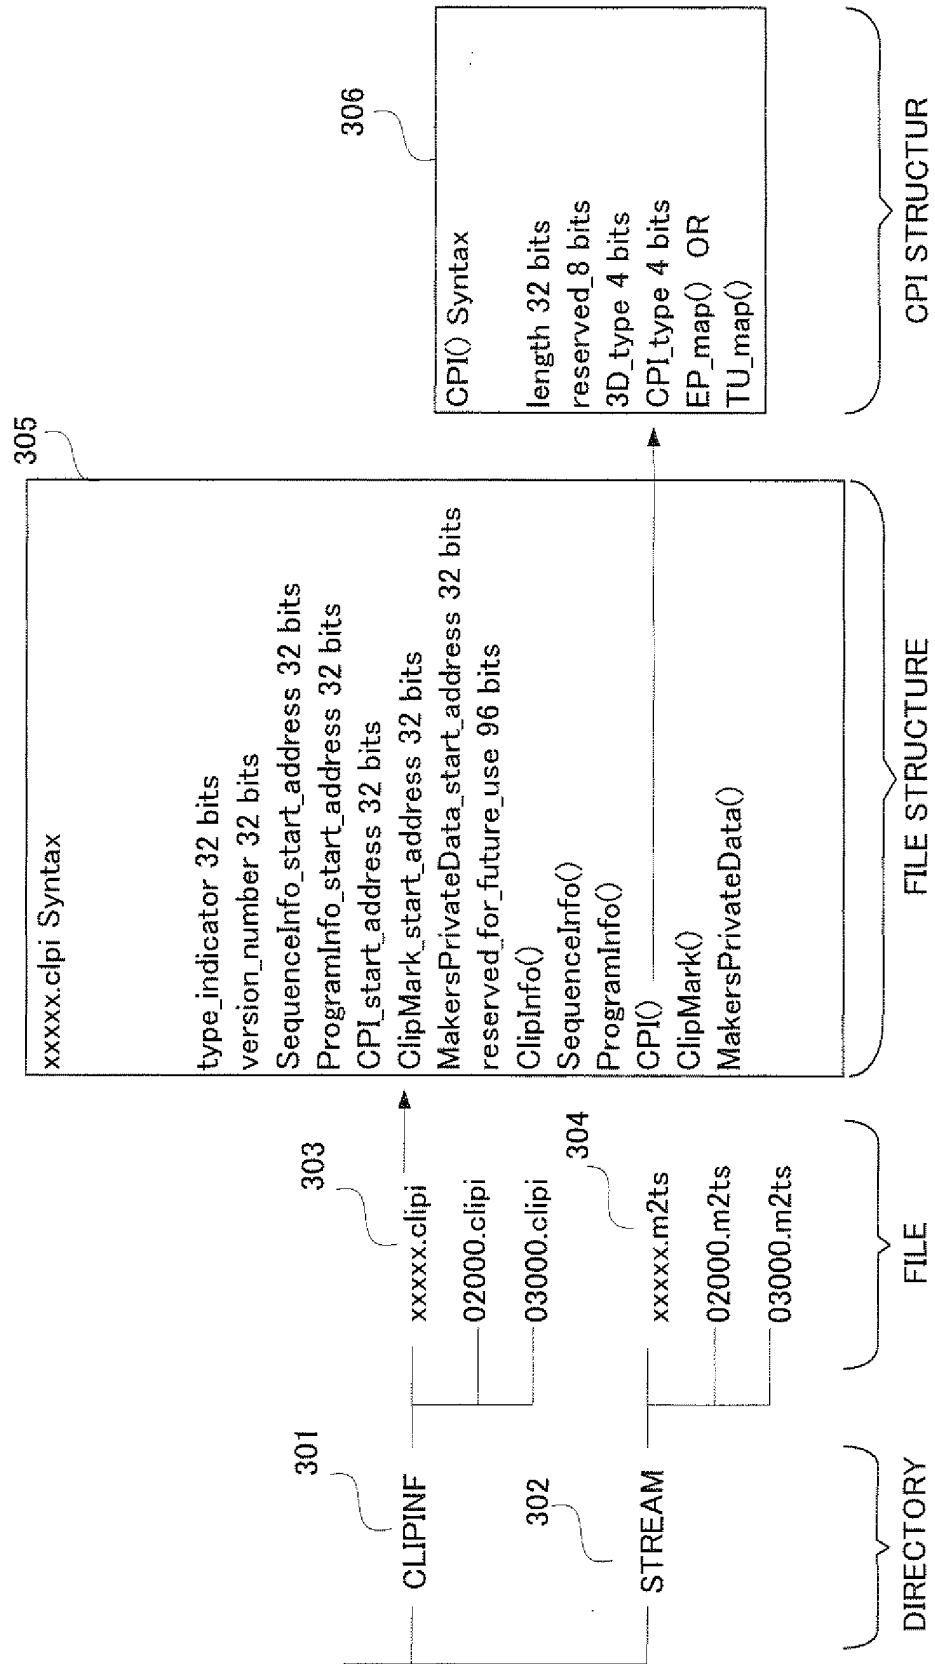 301
CLIPINF
302
STREAM
DIRECTORY
303
xxxxx.clipi
02000.clipi
03000.clipi
304
xxxxx.m2ts
02000.m2ts
03000.m2ts
FILE
305
xxxxx.clpi Syntax
type_indicator 32 bits
version_number 32 bits
SequenceInfo_start_address 32 bits
ProgramInfo_start_address 32 bits
CPI_start_address 32 bits
ClipMark_start_address 32 bits
MakersPrivateData_start_address 32 bits
reserved_for_future_use 96 bits
ClipInfo()
SequenceInfo()
ProgramInfo()
CPI()
ClipMark()
MakersPrivateData()
FILE STRUCTURE
306
CPI() Syntax
length 32 bits
reserved_8 bits
3D_type 4 bits
CPI_type 4 bits
EP_map() OR
TU_map()
CPI STRUCTUR